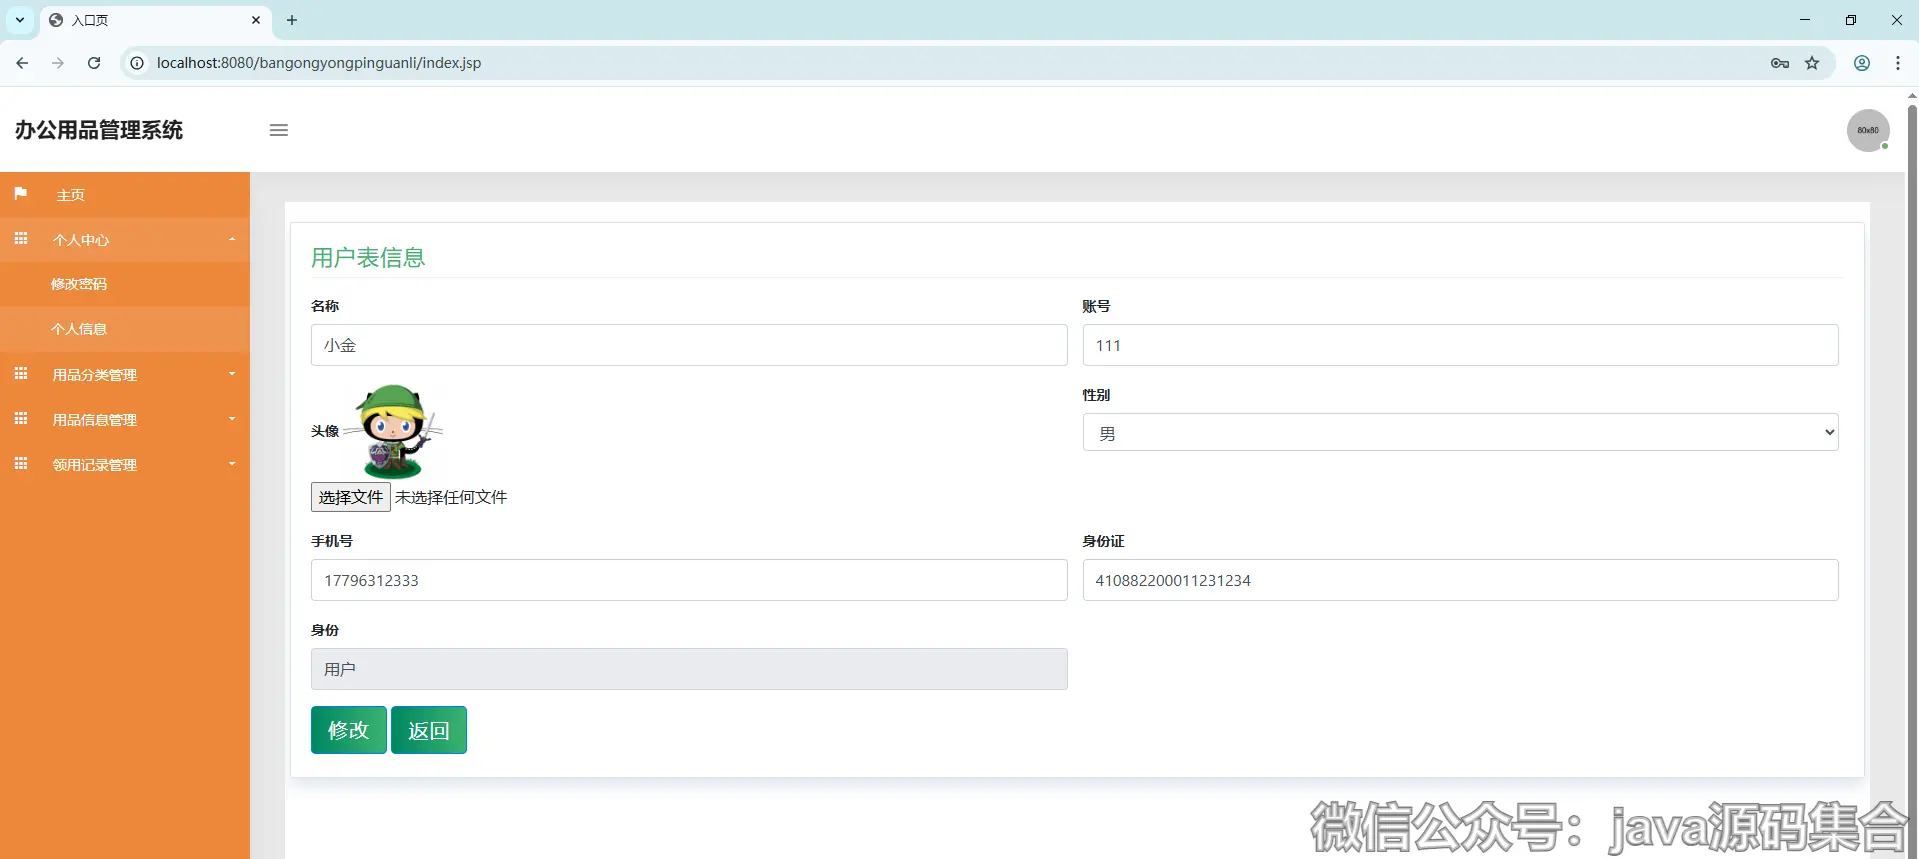 入口页
localhost:8080/bangongyongpinguanli/index.jsp
办公用品管理系统
80x80
主页
个人中心
修改密码
个人信息
用品分类管理
用品信息管理
领用记录管理
用户表信息
名称
账号
小金
111
头像
性别
男
选择文件 未选择任何文件
手机号
身份证
17796312333
410882200011231234
身份
用户
修改 返回
微信公众号：java源码集合